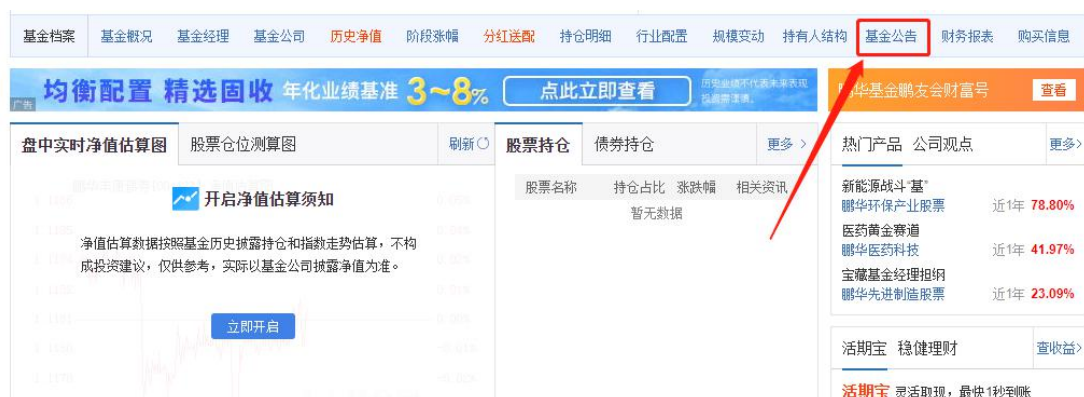 基金档案 基金概况 基金经理 基金公司 历史净值 阶段涨幅 分红送配 持仓明细 行业配置 规模变动 持有人结构 基金公告 财务报表 购买信息
广告 均衡配置 精选固收 年化业绩基准 3~8% 点此立即查看 历史业绩不代表未来表现
鹏华基金鹏友会财富号 查看
盘中实时净值估算图 股票仓位测算图 刷新
股票持仓 债券持仓 更多 >
热门产品 公司观点 更多>
开启净值估算须知
净值估算数据按照基金历史披露持仓和指数走势估算，不构
成投资建议，仅供参考，实际以基金公司披露净值为准。
立即开启
股票名称 持仓占比 涨跌幅 相关资讯
暂无数据
新能源战斗“基”
鹏华环保产业股票 近1年 78.80%
医药黄金赛道
鹏华医药科技 近1年 41.97%
宝藏基金经理担纲
鹏华先进制造股票 近1年 23.09%
活期宝 稳健理财 查收益>
活期宝 灵活取现，最快1秒到账